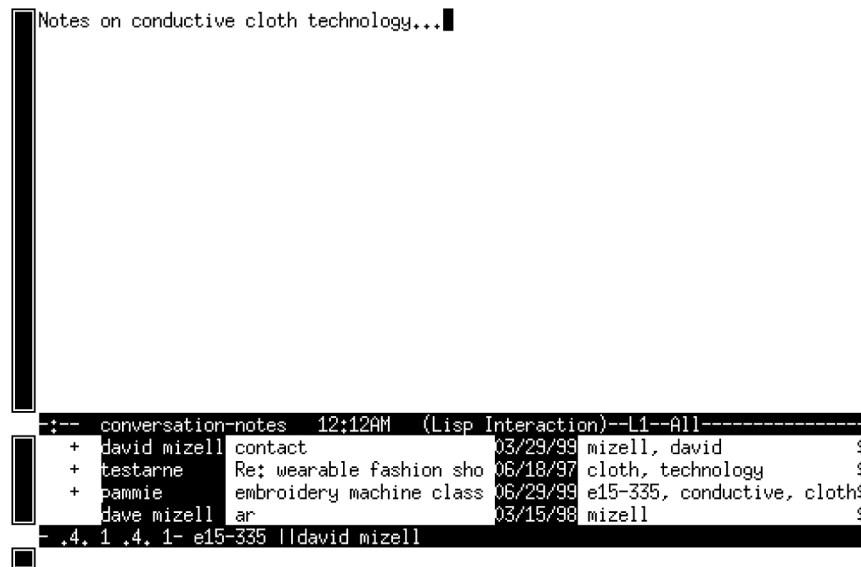 Notes on conductive cloth technology...
-:-- conversation-notes 12:12AM (Lisp Interaction)--L1--All----------------
+ david mizell contact 03/29/99 mizell, david $
+ testarne Re: wearable fashion sho 06/18/97 cloth, technology $
+ pammie embroidery machine class 06/29/99 e15-335, conductive, cloth$
dave mizell ar 03/15/98 mizell $
- .4. 1 .4. 1- e15-335 ||david mizell